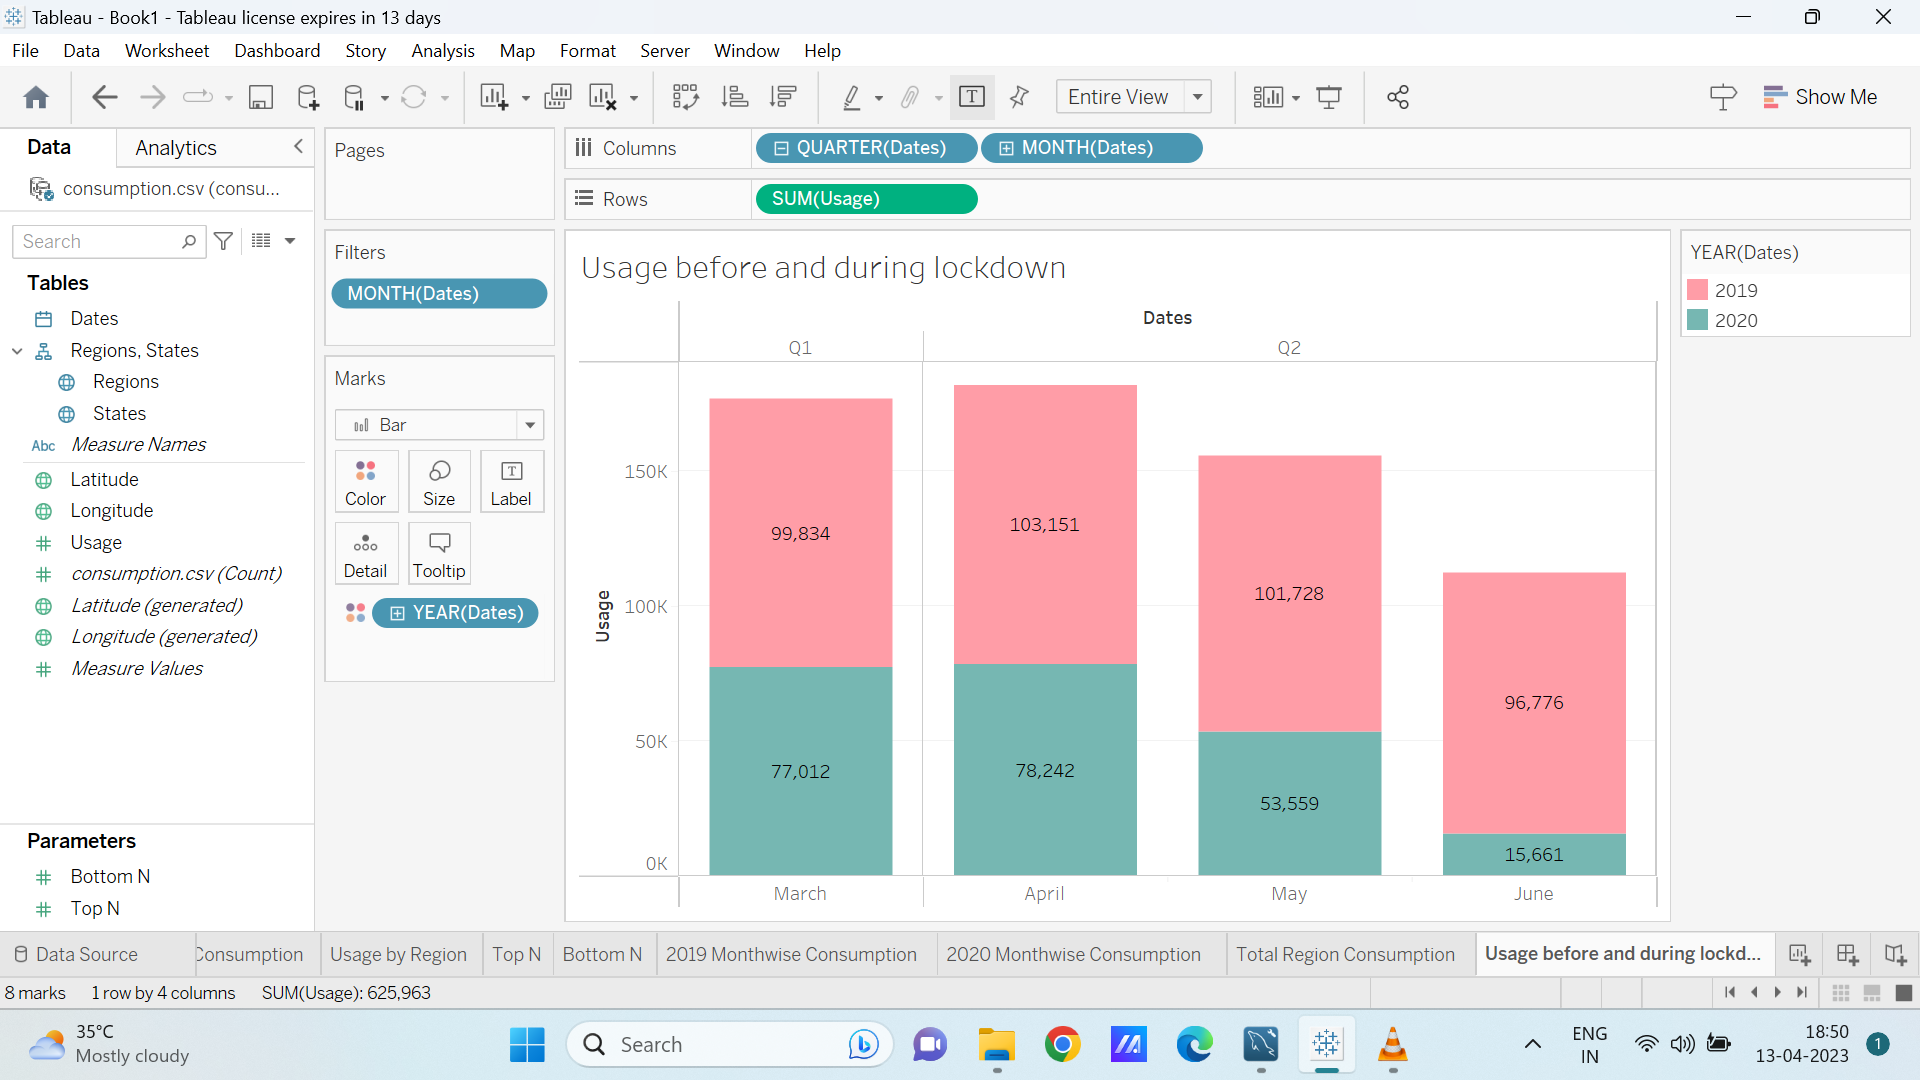 Tableau - Book1 - Tableau license expires in 13 days
File Data Worksheet Dashboard Story Analysis Map Format Server Window Help
Entire View
Show Me
Data Analytics
consumption.csv (consu...
Search
Tables
Dates
Regions, States
Regions
States
Abc Measure Names
Latitude
Longitude
Usage
consumption.csv (Count)
Latitude (generated)
Longitude (generated)
Measure Values
Parameters
Bottom N
Top N
Pages
Filters
MONTH(Dates)
Marks
Bar
Color Size Label
Detail Tooltip
YEAR(Dates)
Columns QUARTER(Dates) MONTH(Dates)
Rows SUM(Usage)
Usage before and during lockdown
Dates
Q1 Q2
Usage
150K
100K
50K
0K
99,834 103,151 101,728 96,776
77,012 78,242 53,559 15,661
March April May June
YEAR(Dates)
2019
2020
Data Source Consumption Usage by Region Top N Bottom N 2019 Monthwise Consumption 2020 Monthwise Consumption Total Region Consumption Usage before and during lockd...
8 marks 1 row by 4 columns SUM(Usage): 625,963
35°C
Mostly cloudy
Search
ENG
IN
18:50
13-04-2023
1